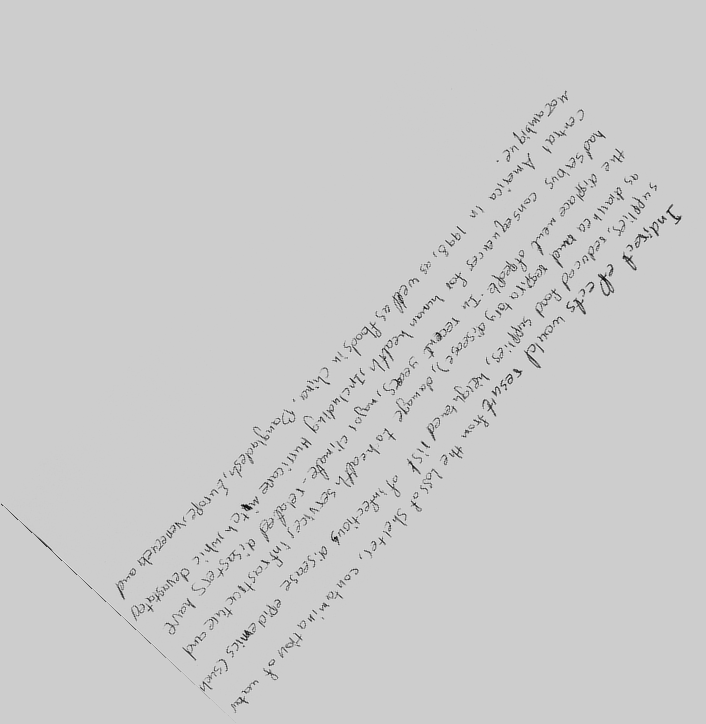 Indirect effects would result from the loss of shelter, contamination of water
supplies, reduced food supplies, heightened risk of infectious disease epidemics (such
as diarrhea and respiratory disease), damage to health services infrastructure and
the displacement of people. In recent years, major climate-related disasters have
had serious consequences for human health, Including Hurricane mitch, whic devastated
Central America in 1998, as well as floods in China, Bangladesh, Europe, Venezuela and
mozambique.